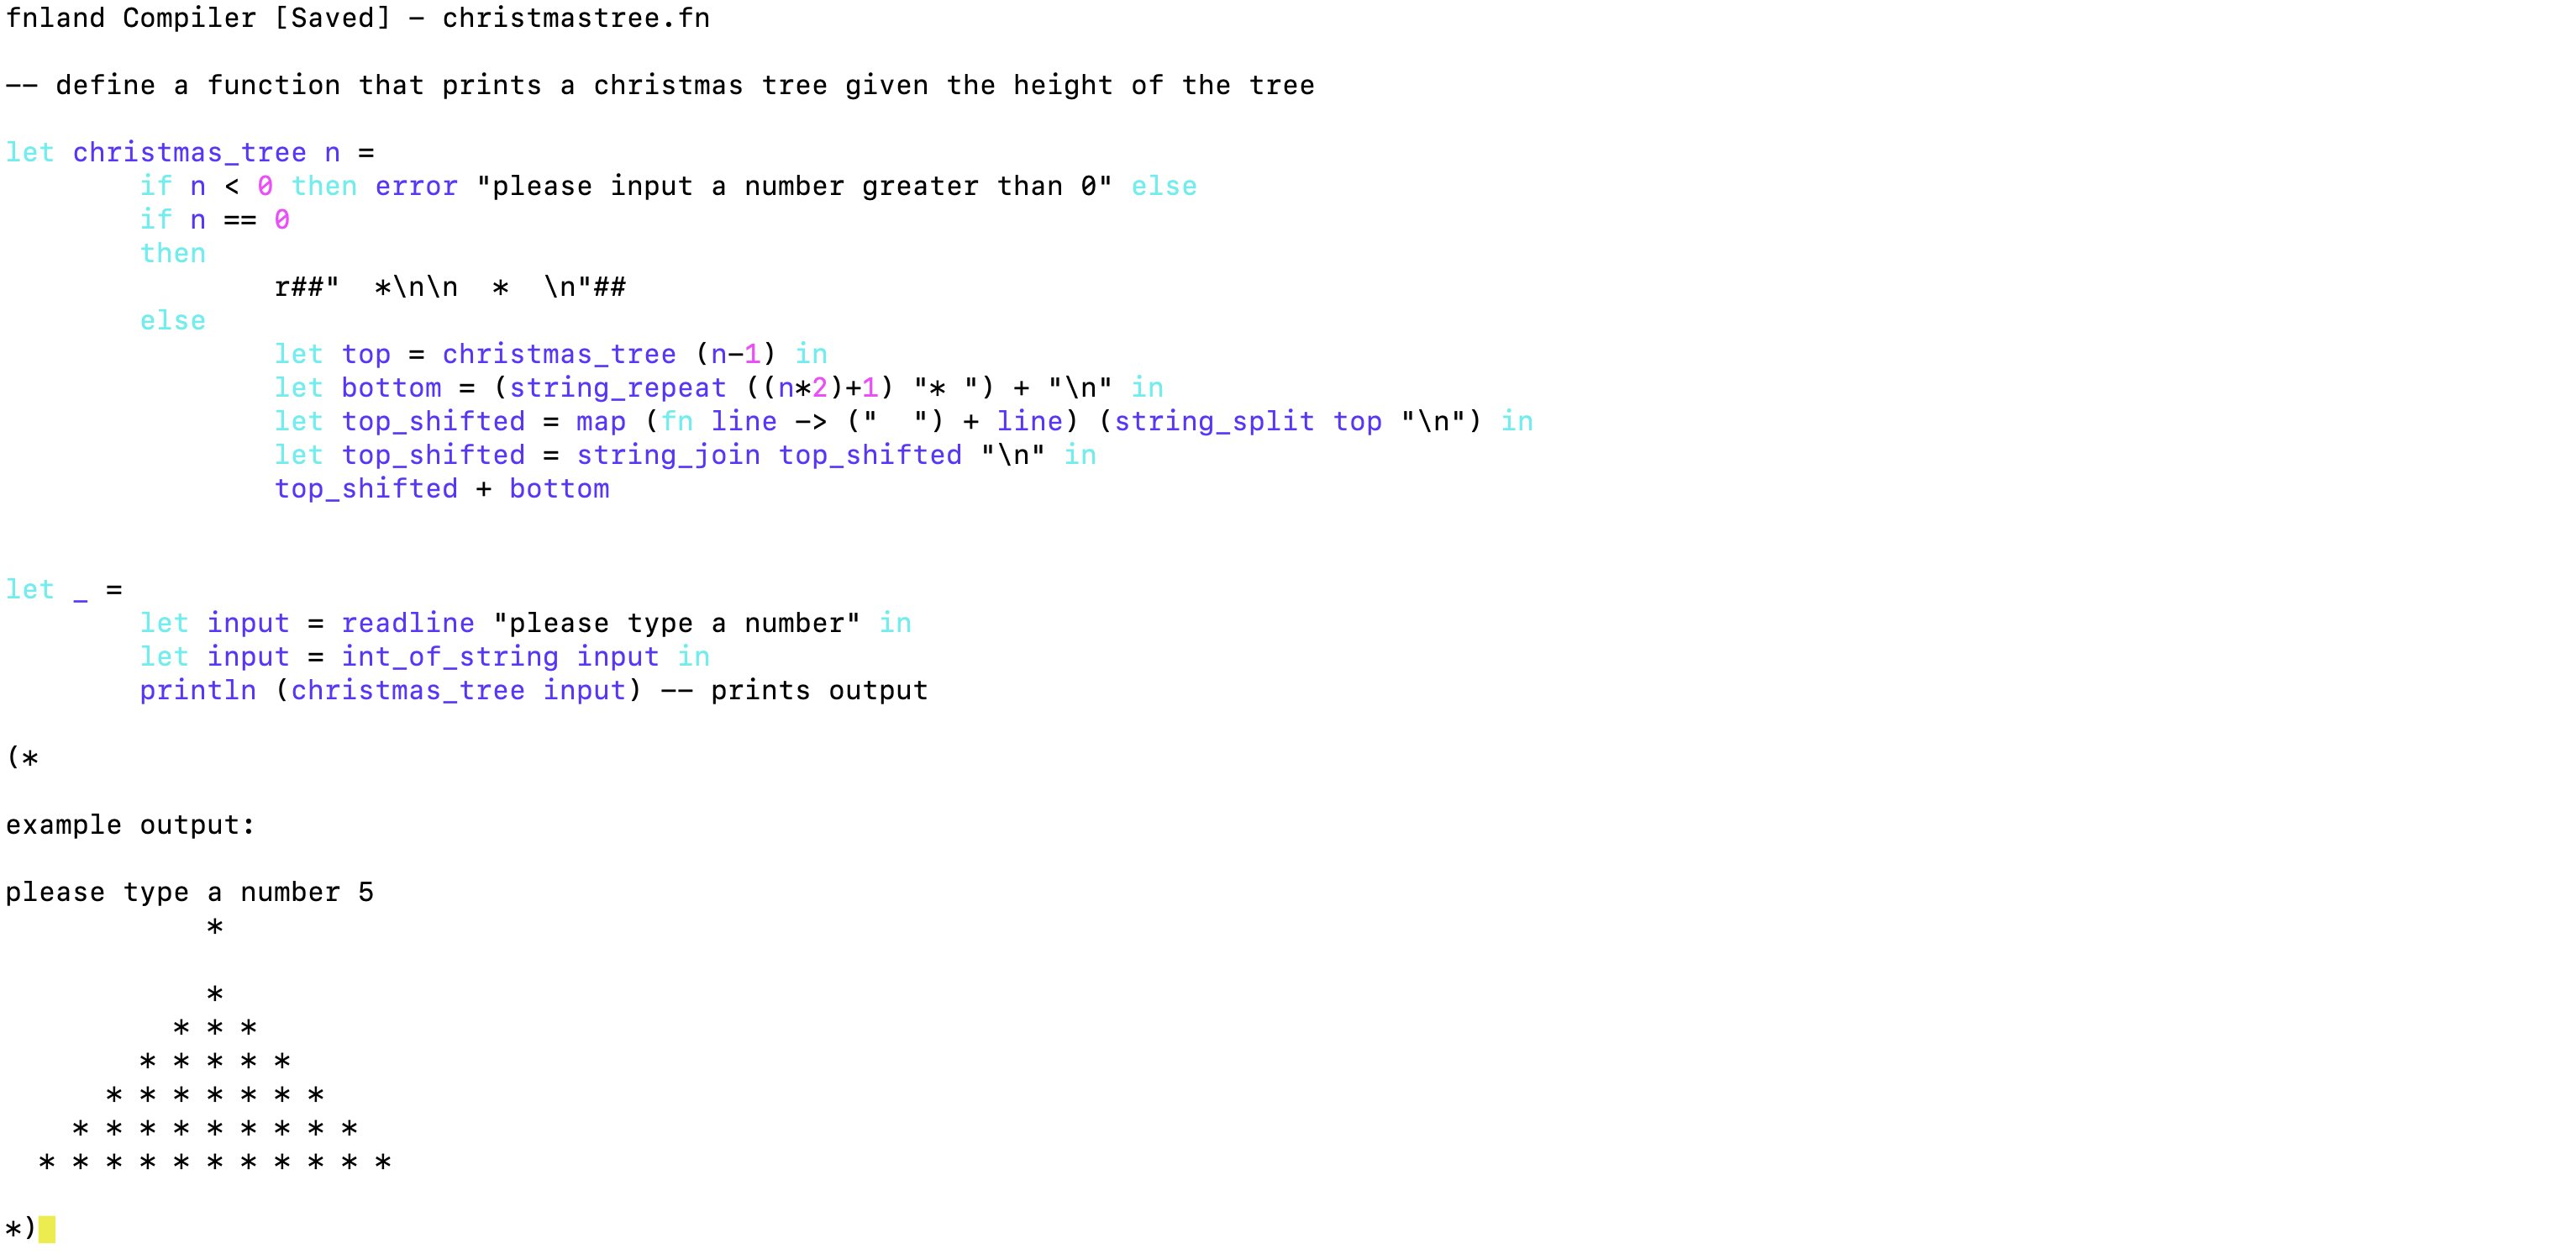 fnland Compiler [Saved] - christmastree.fn

-- define a function that prints a christmas tree given the height of the tree

let christmas_tree n =
        if n < 0 then error "please input a number greater than 0" else
        if n == 0
        then
                r##"  *\n\n  *  \n"##
        else
                let top = christmas_tree (n-1) in
                let bottom = (string_repeat ((n*2)+1) "* ") + "\n" in
                let top_shifted = map (fn line -> ("  ") + line) (string_split top "\n") in
                let top_shifted = string_join top_shifted "\n" in
                top_shifted + bottom


let _ =
        let input = readline "please type a number" in
        let input = int_of_string input in
        println (christmas_tree input) -- prints output

(*

example output:

please type a number 5
            *

            *
          * * *
        * * * * *
      * * * * * * *
    * * * * * * * * *
  * * * * * * * * * * *

*)